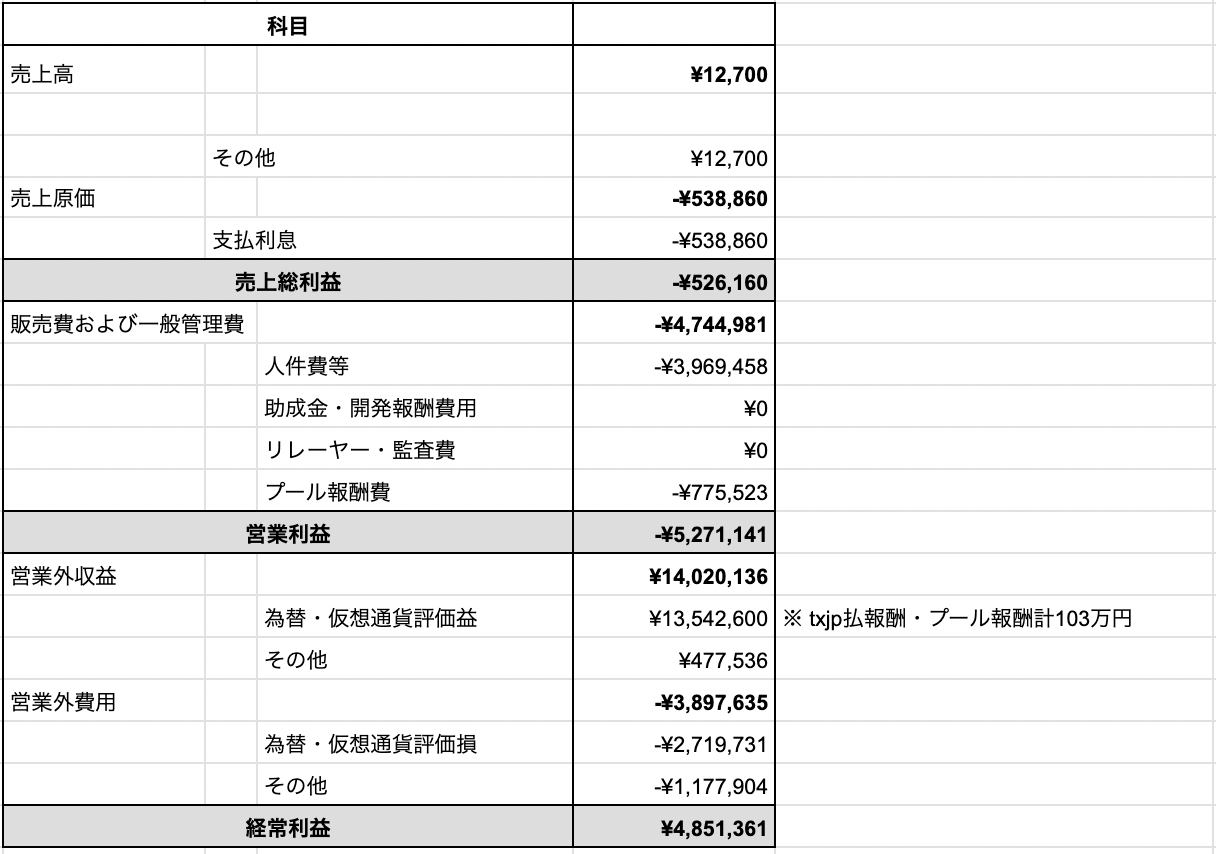 科目
売上高 ¥12,700
その他 ¥12,700
売上原価 -¥538,860
支払利息 -¥538,860
売上総利益 -¥526,160
販売費および一般管理費 -¥4,744,981
人件費等 -¥3,969,458
助成金・開発報酬費用 ¥0
リレーヤー・監査費 ¥0
プール報酬費 -¥775,523
営業利益 -¥5,271,141
営業外収益 ¥14,020,136
為替・仮想通貨評価益 ¥13,542,600 ※ txjp払報酬・プール報酬計103万円
その他 ¥477,536
営業外費用 -¥3,897,635
為替・仮想通貨評価損 -¥2,719,731
その他 -¥1,177,904
経常利益 ¥4,851,361